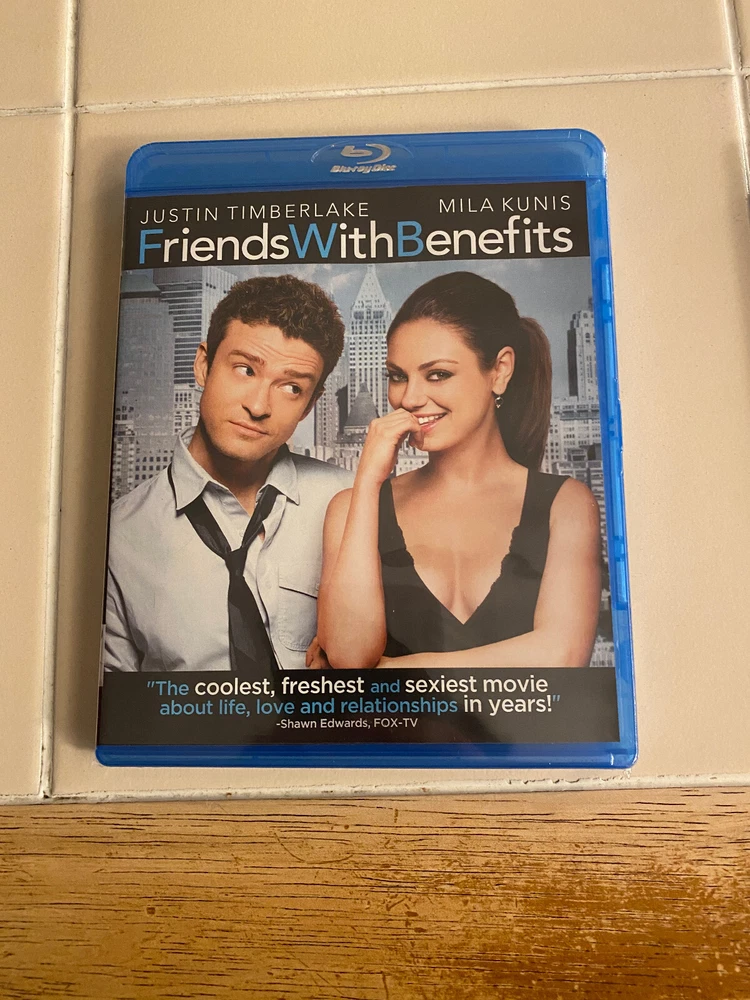 Blu-ray Disc
JUSTIN TIMBERLAKE MILA KUNIS
FriendsWithBenefits
"The coolest, freshest and sexiest movie
about life, love and relationships in years!"
-Shawn Edwards, FOX-TV